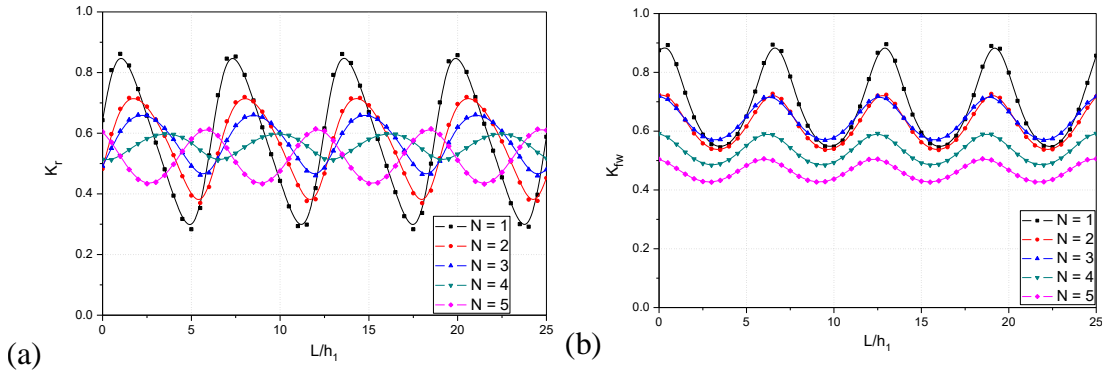 1.0
0.8
0.6
0.4
0.2
0.0
K_r
N = 1
N = 2
N = 3
N = 4
N = 5
0 5 10 15 20 25
L/h_1
(a)
1.0
0.8
0.6
0.4
0.2
0.0
K_fw
N = 1
N = 2
N = 3
N = 4
N = 5
0 5 10 15 20 25
L/h_1
(b)